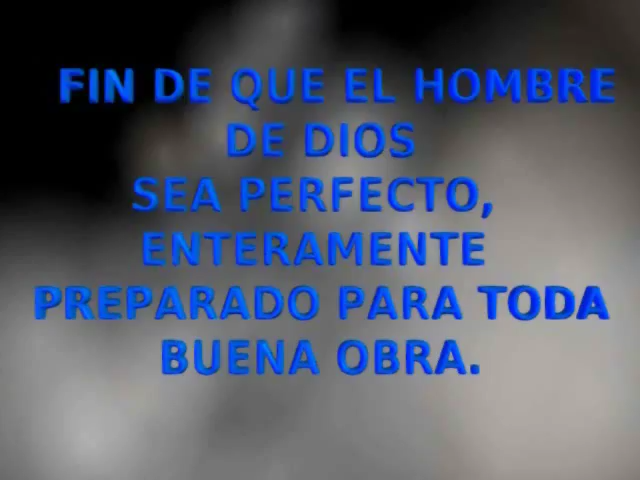 FIN DE QUE EL HOMBRE
DE DIOS
SEA PERFECTO,
ENTERAMENTE
PREPARADO PARA TODA
BUENA OBRA.